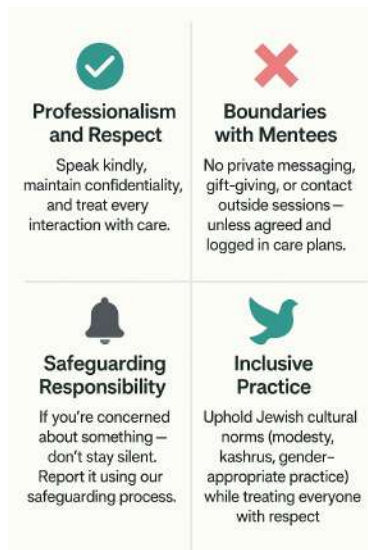 Professionalism
and Respect
Speak kindly,
maintain confidentiality,
and treat every
interaction with care.
Boundaries
with Mentees
No private messaging,
gift-giving, or contact
outside sessions—
unless agreed and
logged in care plans.
Safeguarding
Responsibility
If you're concerned
about something—
don't stay silent.
Report it using our
safeguarding process.
Inclusive
Practice
Uphold Jewish cultural
norms (modesty,
kashrus, gender–
appropriate practice)
while treating everyone
with respect